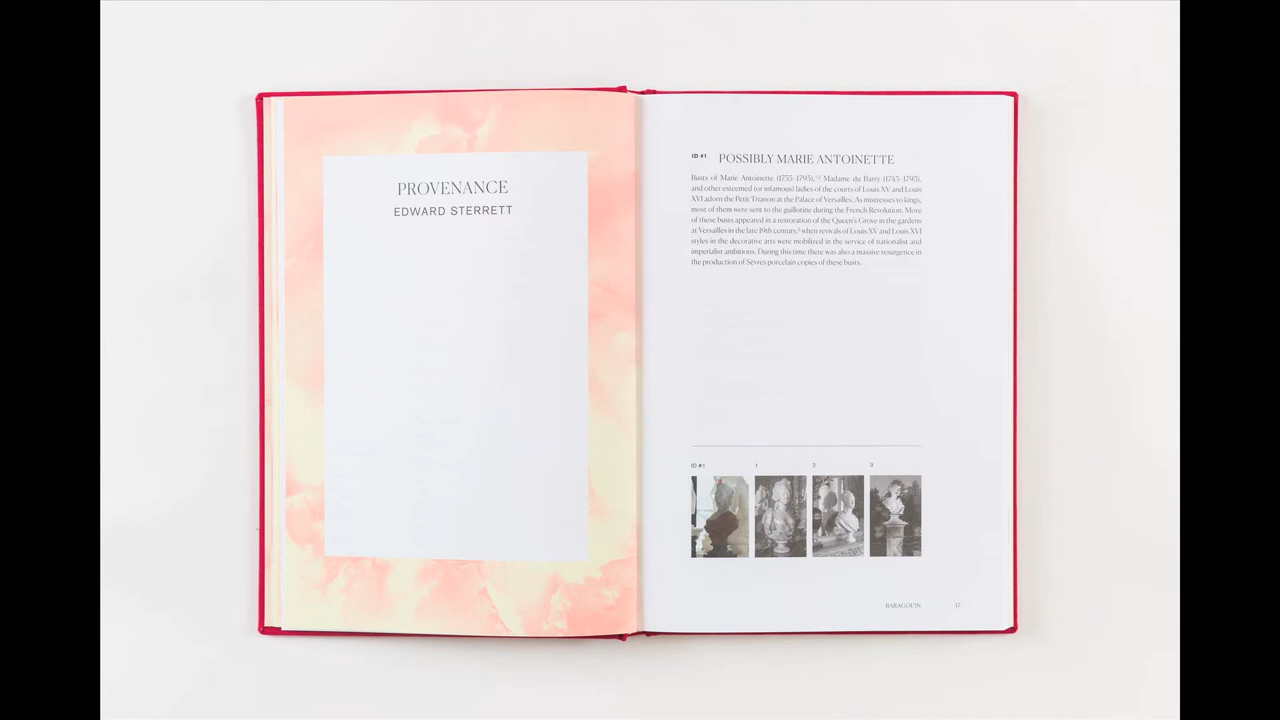 PROVENANCE
EDWARD STERRETT
ID #1 POSSIBLY MARIE ANTOINETTE
Busts of Marie Antoinette (1755–1793),1,2 Madame du Barry (1743–1793),
and other esteemed (or infamous) ladies of the courts of Louis XV and Louis
XVI adorn the Petit Trianon at the Palace of Versailles. As mistresses to kings,
most of them were sent to the guillotine during the French Revolution. More
of these busts appeared in a restoration of the Queen's Grove in the gardens
at Versailles in the late 19th century,3 when revivals of Louis XV and Louis XVI
styles in the decorative arts were mobilized in the service of nationalist and
imperialist ambitions. During this time there was also a massive resurgence in
the production of Sèvres porcelain copies of these busts.
ID #1 1 2 3
BARAGOUIN 17